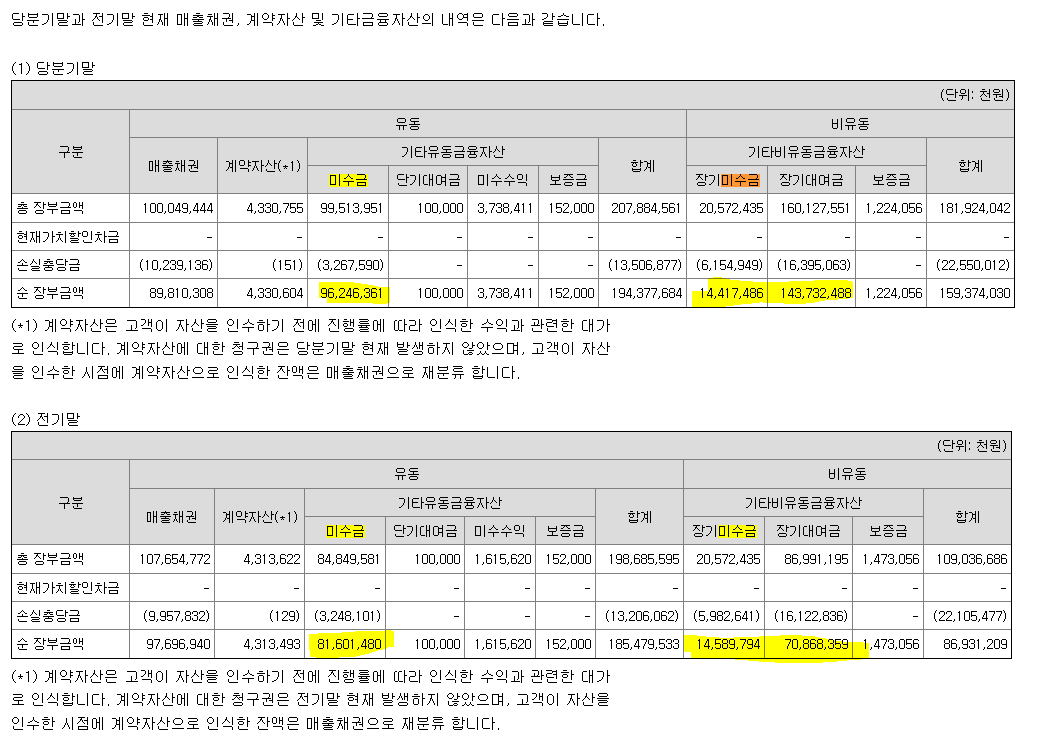 당분기말과 전기말 현재 매출채권, 계약자산 및 기타금융자산의 내역은 다음과 같습니다.
(1) 당분기말
(단위: 천원)
구분 유동 비유동
매출채권 계약자산(*1) 기타유동금융자산 합계 기타비유동금융자산 합계
미수금 단기대여금 미수수익 보증금 장기미수금 장기대여금 보증금
총 장부금액 100,049,444 4,330,755 99,513,951 100,000 3,738,411 152,000 207,884,561 20,572,435 160,127,551 1,224,056 181,924,042
현재가치할인차금 - - - - - - - - - - -
손실충당금 (10,239,136) (151) (3,267,590) - - - (13,506,877) (6,154,949) (16,395,063) - (22,550,012)
순 장부금액 89,810,308 4,330,604 96,246,361 100,000 3,738,411 152,000 194,377,684 14,417,486 143,732,488 1,224,056 159,374,030
(*1) 계약자산은 고객이 자산을 인수하기 전에 진행률에 따라 인식한 수익과 관련한 대가
로 인식합니다. 계약자산에 대한 청구권은 당분기말 현재 발생하지 않았으며, 고객이 자산
을 인수한 시점에 계약자산으로 인식한 잔액은 매출채권으로 재분류 합니다.
(2) 전기말
(단위: 천원)
구분 유동 비유동
매출채권 계약자산(*1) 기타유동금융자산 합계 기타비유동금융자산 합계
미수금 단기대여금 미수수익 보증금 장기미수금 장기대여금 보증금
총 장부금액 107,654,772 4,313,622 84,849,581 100,000 1,615,620 152,000 198,685,595 20,572,435 86,991,195 1,473,056 109,036,686
현재가치할인차금 - - - - - - - - - - -
손실충당금 (9,957,832) (129) (3,248,101) - - - (13,206,062) (5,982,641) (16,122,836) - (22,105,477)
순 장부금액 97,696,940 4,313,493 81,601,480 100,000 1,615,620 152,000 185,479,533 14,589,794 70,868,359 1,473,056 86,931,209
(*1) 계약자산은 고객이 자산을 인수하기 전에 진행률에 따라 인식한 수익과 관련한 대가
로 인식합니다. 계약자산에 대한 청구권은 전기말 현재 발생하지 않았으며, 고객이 자산을
인수한 시점에 계약자산으로 인식한 잔액은 매출채권으로 재분류 합니다.